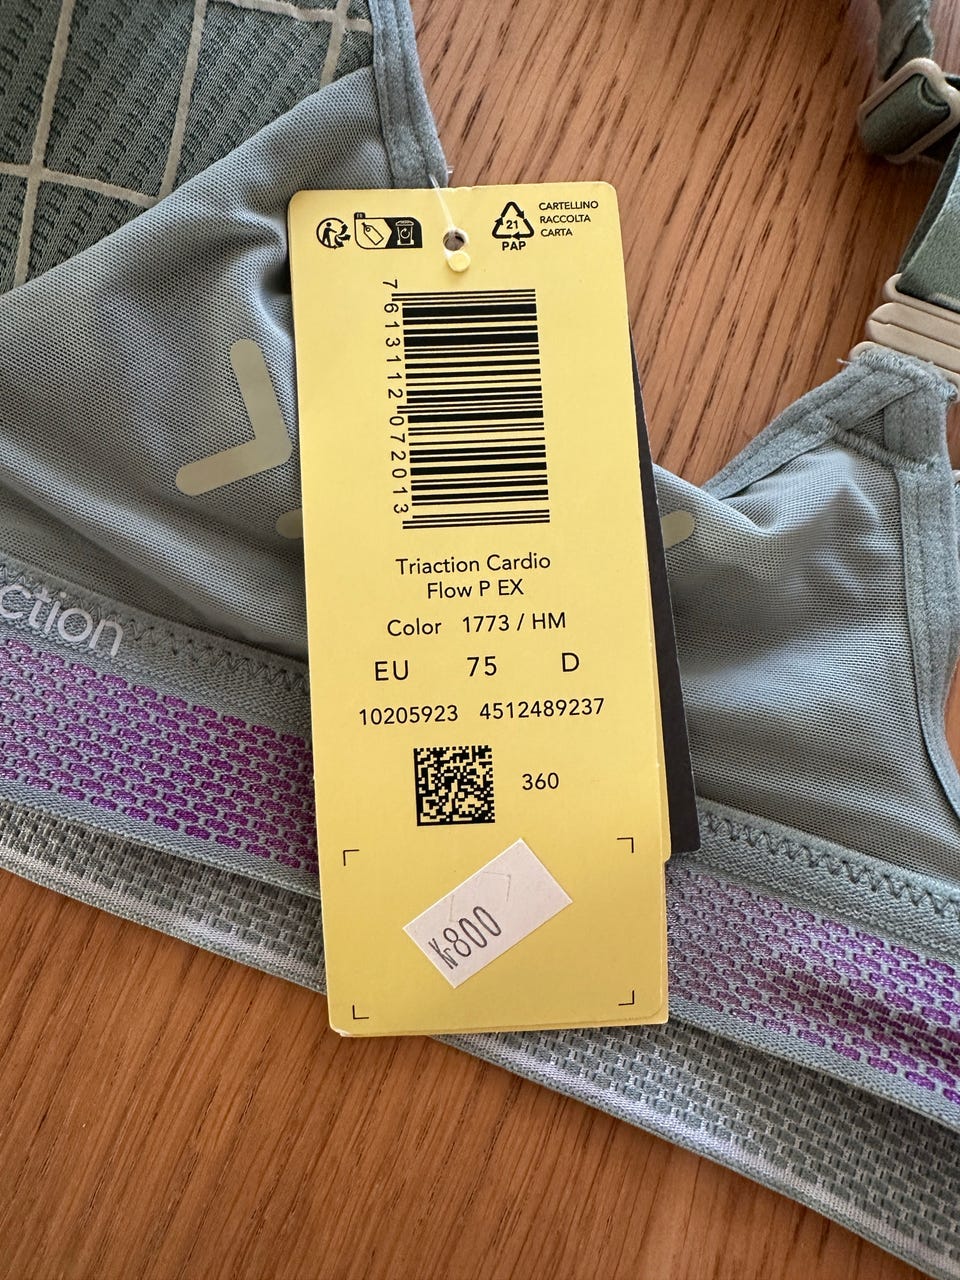 FR
21
PAP
CARTELLINO
RACCOLTA
CARTA
7613112072013
Triaction Cardio
Flow P EX
Color 1773 / HM
EU 75 D
10205923 4512489237
360
ction